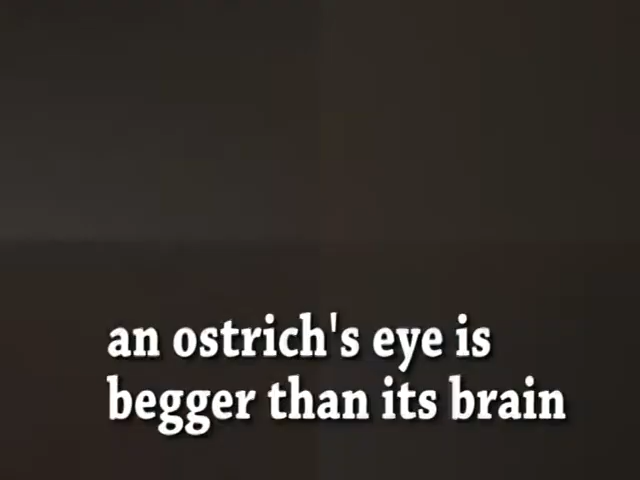 an ostrich's eye is
begger than its brain